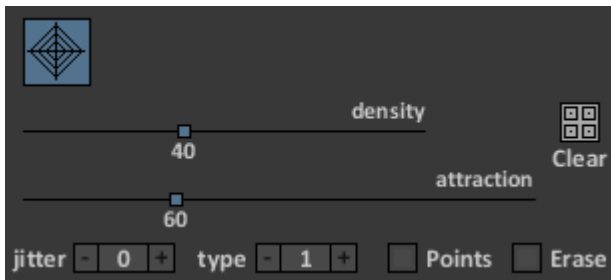 density
40
Clear
attraction
60
jitter - 0 + type - 1 + Points Erase